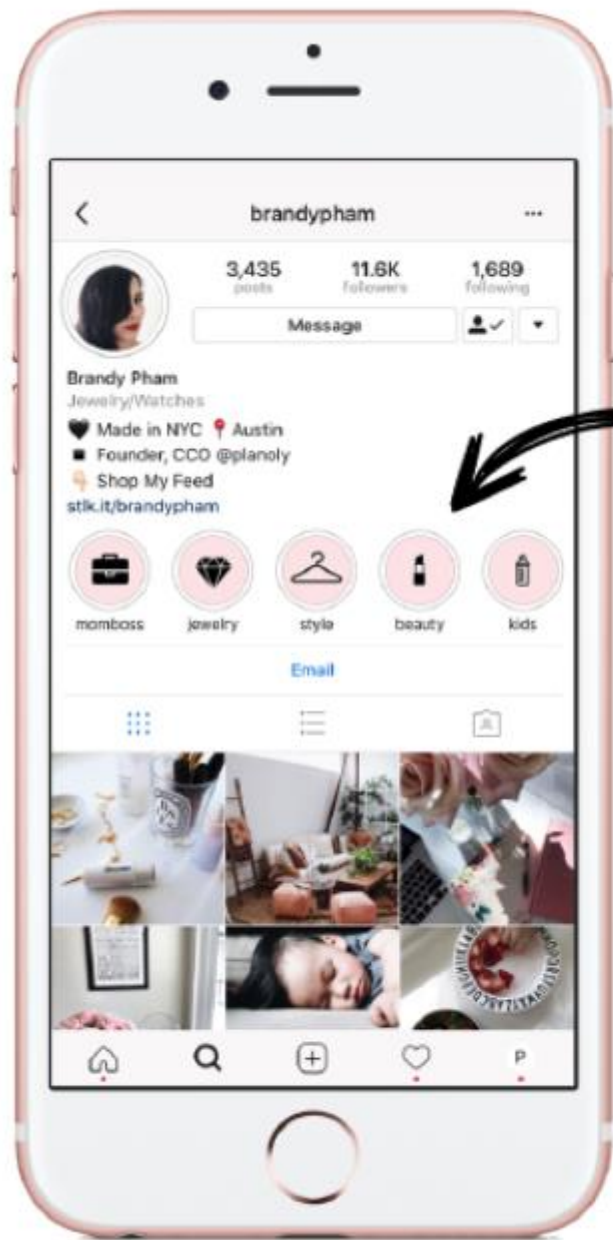 brandypham
3,435 11.6K 1,689
posts followers following
Message
Brandy Pham
Jewelry/Watches
🖤 Made in NYC 📍 Austin
◾ Founder, CCO @planoly
👇🏻 Shop My Feed
stlk.it/brandypham
momboss jewelry style beauty kids
Email
P